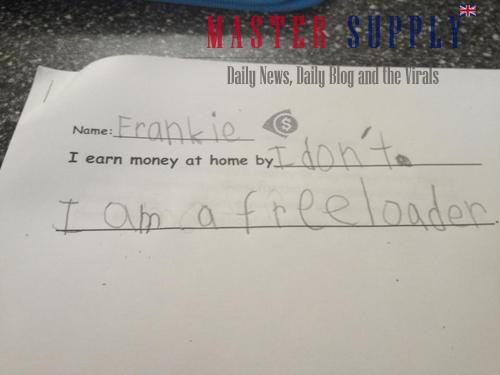 MASTER SUPPLY
Daily News, Daily Blog and the Virals
Name: Frankie
$
I earn money at home by I don't.
I am a freeloader.